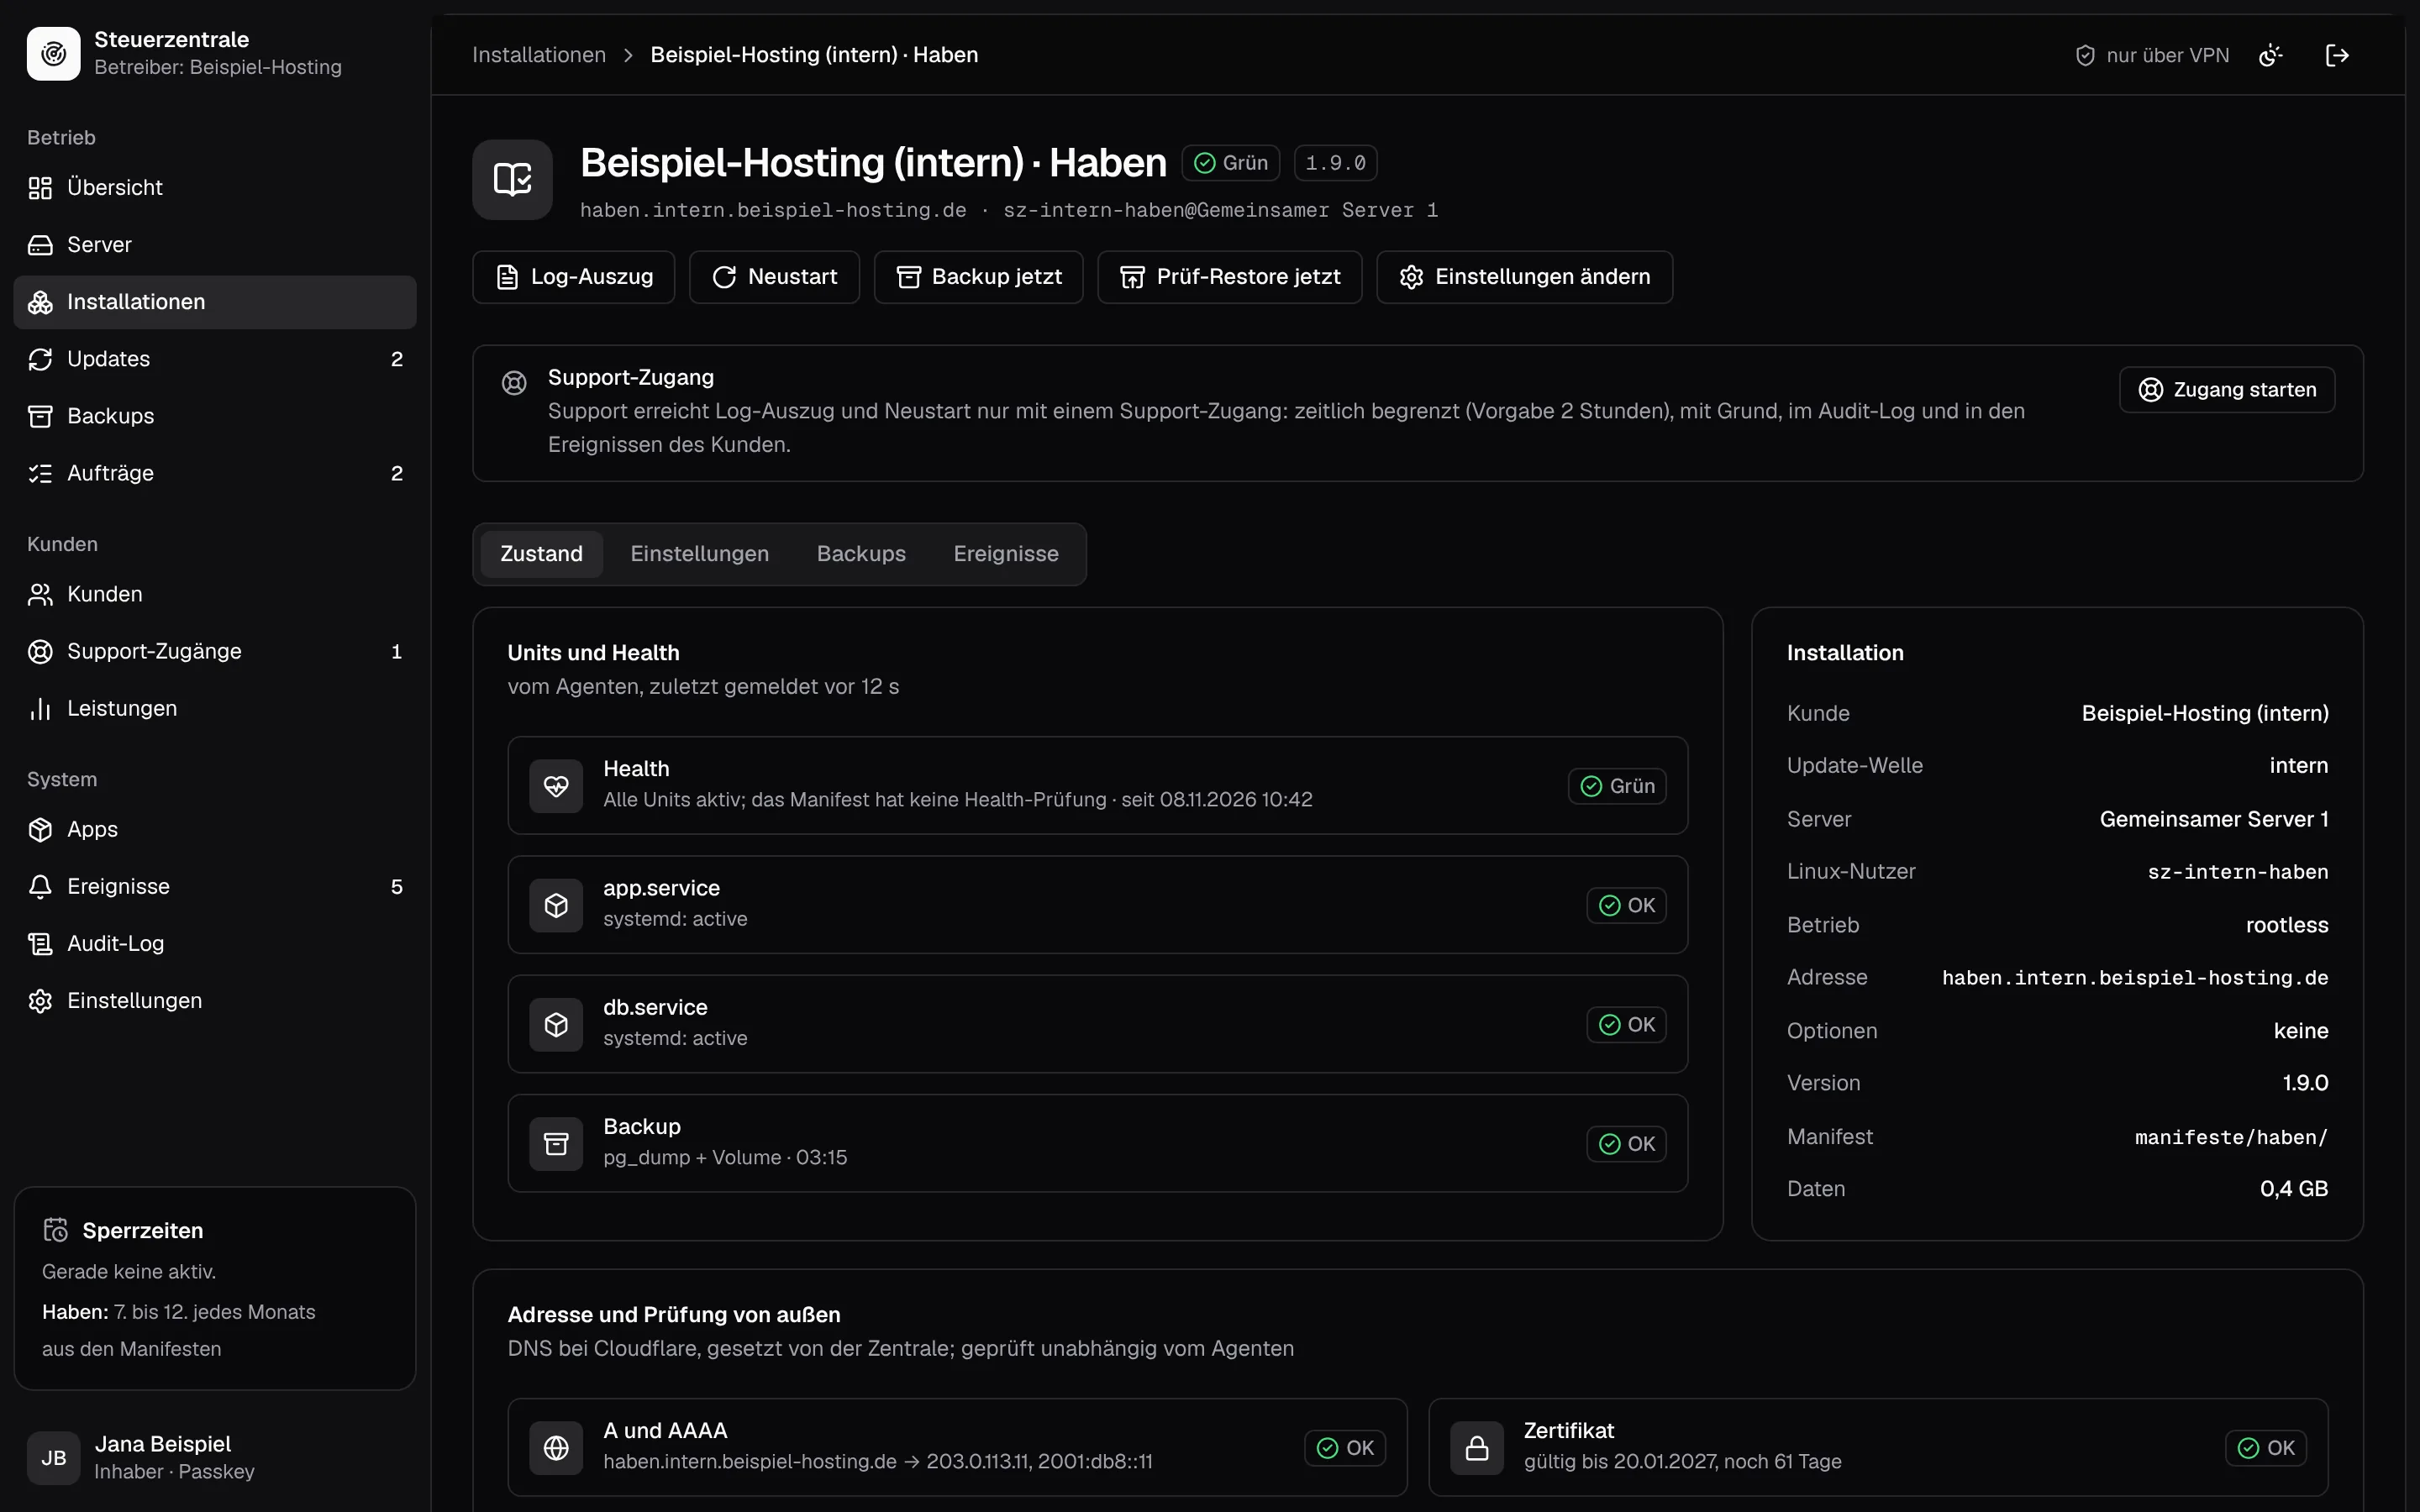 Steuerzentrale
Betreiber: Beispiel-Hosting
Betrieb
Übersicht
Server
Installationen
Updates 2
Backups
Aufträge 2
Kunden
Kunden
Support-Zugänge 1
Leistungen
System
Apps
Ereignisse 5
Audit-Log
Einstellungen
Sperrzeiten
Gerade keine aktiv.
Haben: 7. bis 12. jedes Monats
aus den Manifesten
JB
Jana Beispiel
Inhaber · Passkey
Installationen > Beispiel-Hosting (intern) · Haben
nur über VPN
Beispiel-Hosting (intern) · Haben Grün 1.9.0
haben.intern.beispiel-hosting.de · sz-intern-haben@Gemeinsamer Server 1
Log-Auszug Neustart Backup jetzt Prüf-Restore jetzt Einstellungen ändern
Support-Zugang
Support erreicht Log-Auszug und Neustart nur mit einem Support-Zugang: zeitlich begrenzt (Vorgabe 2 Stunden), mit Grund, im Audit-Log und in den
Ereignissen des Kunden.
Zugang starten
Zustand Einstellungen Backups Ereignisse
Units und Health
vom Agenten, zuletzt gemeldet vor 12 s
Health
Alle Units aktiv; das Manifest hat keine Health-Prüfung · seit 08.11.2026 10:42
Grün
app.service
systemd: active
OK
db.service
systemd: active
OK
Backup
pg_dump + Volume · 03:15
OK
Installation
Kunde Beispiel-Hosting (intern)
Update-Welle intern
Server Gemeinsamer Server 1
Linux-Nutzer sz-intern-haben
Betrieb rootless
Adresse haben.intern.beispiel-hosting.de
Optionen keine
Version 1.9.0
Manifest manifeste/haben/
Daten 0,4 GB
Adresse und Prüfung von außen
DNS bei Cloudflare, gesetzt von der Zentrale; geprüft unabhängig vom Agenten
A und AAAA
haben.intern.beispiel-hosting.de → 203.0.113.11, 2001:db8::11
OK
Zertifikat
gültig bis 20.01.2027, noch 61 Tage
OK